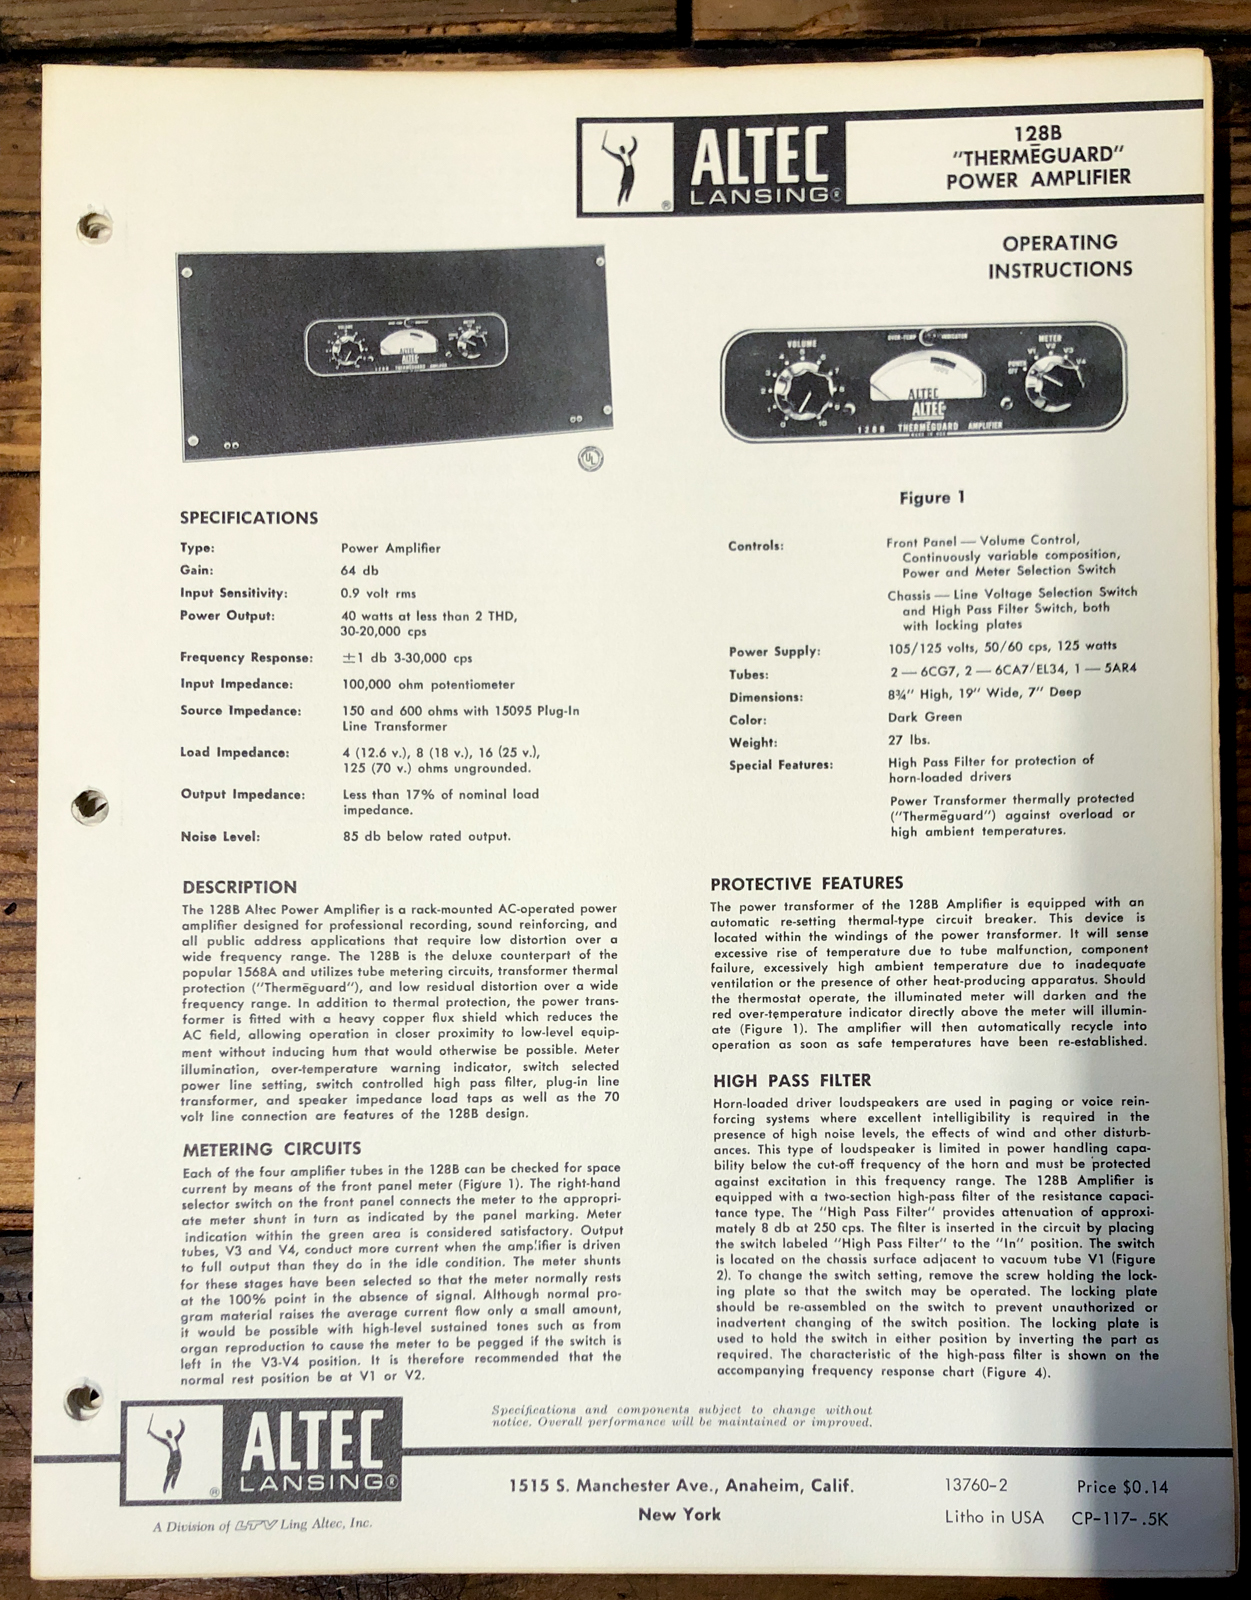 ALTEC
LANSING®
128B
"THERMĒGUARD"
POWER AMPLIFIER
OPERATING
INSTRUCTIONS
VOLUME
OVER-TEMP INDICATOR
METER
POWER
OFF
V1
V2
V3
V4
0
10
ALTEC
ALTEC
128B THERMEGUARD AMPLIFIER
UL
Figure 1
SPECIFICATIONS
Type: Power Amplifier
Gain: 64 db
Input Sensitivity: 0.9 volt rms
Power Output: 40 watts at less than 2 THD,
30-20,000 cps
Frequency Response: ±1 db 3-30,000 cps
Input Impedance: 100,000 ohm potentiometer
Source Impedance: 150 and 600 ohms with 15095 Plug-In
Line Transformer
Load Impedance: 4 (12.6 v.), 8 (18 v.), 16 (25 v.),
125 (70 v.) ohms ungrounded.
Output Impedance: Less than 17% of nominal load
impedance.
Noise Level: 85 db below rated output.
Controls: Front Panel — Volume Control,
Continuously variable composition,
Power and Meter Selection Switch
Chassis — Line Voltage Selection Switch
and High Pass Filter Switch, both
with locking plates
Power Supply: 105/125 volts, 50/60 cps, 125 watts
Tubes: 2 — 6CG7, 2 — 6CA7/EL34, 1 — 5AR4
Dimensions: 8¾" High, 19" Wide, 7" Deep
Color: Dark Green
Weight: 27 lbs.
Special Features: High Pass Filter for protection of
horn-loaded drivers
Power Transformer thermally protected
("Thermēguard") against overload or
high ambient temperatures.
DESCRIPTION
The 128B Altec Power Amplifier is a rack-mounted AC-operated power
amplifier designed for professional recording, sound reinforcing, and
all public address applications that require low distortion over a
wide frequency range. The 128B is the deluxe counterpart of the
popular 1568A and utilizes tube metering circuits, transformer thermal
protection ("Thermēguard"), and low residual distortion over a wide
frequency range. In addition to thermal protection, the power trans-
former is fitted with a heavy copper flux shield which reduces the
AC field, allowing operation in closer proximity to low-level equip-
ment without inducing hum that would otherwise be possible. Meter
illumination, over-temperature warning indicator, switch selected
power line setting, switch controlled high pass filter, plug-in line
transformer, and speaker impedance load taps as well as the 70
volt line connection are features of the 128B design.
METERING CIRCUITS
Each of the four amplifier tubes in the 128B can be checked for space
current by means of the front panel meter (Figure 1). The right-hand
selector switch on the front panel connects the meter to the appropri-
ate meter shunt in turn as indicated by the panel marking. Meter
indication within the green area is considered satisfactory. Output
tubes, V3 and V4, conduct more current when the amplifier is driven
to full output than they do in the idle condition. The meter shunts
for these stages have been selected so that the meter normally rests
at the 100% point in the absence of signal. Although normal pro-
gram material raises the average current flow only a small amount,
it would be possible with high-level sustained tones such as from
organ reproduction to cause the meter to be pegged if the switch is
left in the V3-V4 position. It is therefore recommended that the
normal rest position be at V1 or V2.
PROTECTIVE FEATURES
The power transformer of the 128B Amplifier is equipped with an
automatic re-setting thermal-type circuit breaker. This device is
located within the windings of the power transformer. It will sense
excessive rise of temperature due to tube malfunction, component
failure, excessively high ambient temperature due to inadequate
ventilation or the presence of other heat-producing apparatus. Should
the thermostat operate, the illuminated meter will darken and the
red over-temperature indicator directly above the meter will illumin-
ate (Figure 1). The amplifier will then automatically recycle into
operation as soon as safe temperatures have been re-established.
HIGH PASS FILTER
Horn-loaded driver loudspeakers are used in paging or voice rein-
forcing systems where excellent intelligibility is required in the
presence of high noise levels, the effects of wind and other disturb-
ances. This type of loudspeaker is limited in power handling capa-
bility below the cut-off frequency of the horn and must be protected
against excitation in this frequency range. The 128B Amplifier is
equipped with a two-section high-pass filter of the resistance capaci-
tance type. The "High Pass Filter" provides attenuation of approxi-
mately 8 db at 250 cps. The filter is inserted in the circuit by placing
the switch labeled "High Pass Filter" to the "In" position. The switch
is located on the chassis surface adjacent to vacuum tube V1 (Figure
2). To change the switch setting, remove the screw holding the lock-
ing plate so that the switch may be operated. The locking plate
should be re-assembled on the switch to prevent unauthorized or
inadvertent changing of the switch position. The locking plate is
used to hold the switch in either position by inverting the part as
required. The characteristic of the high-pass filter is shown on the
accompanying frequency response chart (Figure 4).
Specifications and components subject to change without
notice. Overall performance will be maintained or improved.
ALTEC
LANSING®
A Division of LTV Ling Altec, Inc.
1515 S. Manchester Ave., Anaheim, Calif.
New York
13760-2 Price $0.14
Litho in USA CP-117-.5K